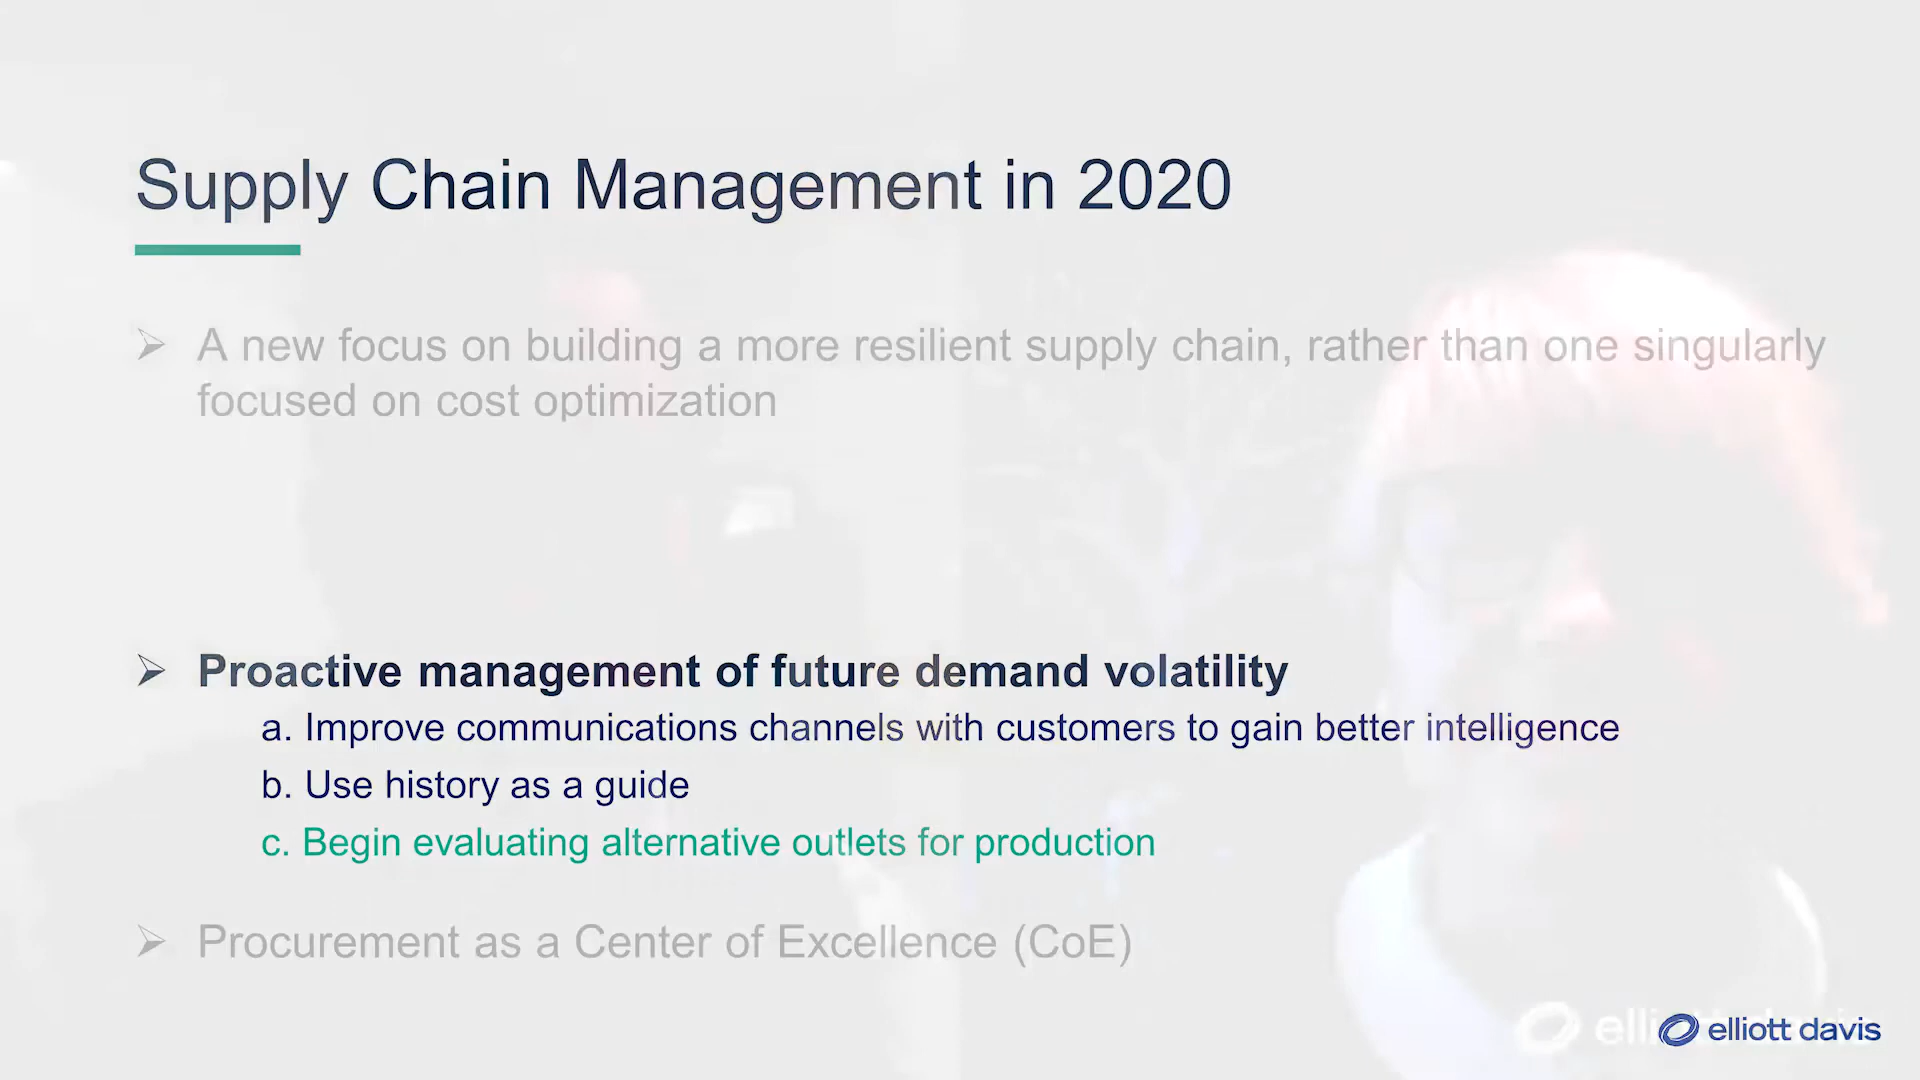 Supply Chain Management in 2020
➢ A new focus on building a more resilient supply chain, rather than one singularly
focused on cost optimization
➢ Proactive management of future demand volatility
a. Improve communications channels with customers to gain better intelligence
b. Use history as a guide
c. Begin evaluating alternative outlets for production
➢ Procurement as a Center of Excellence (CoE)
elliott davis